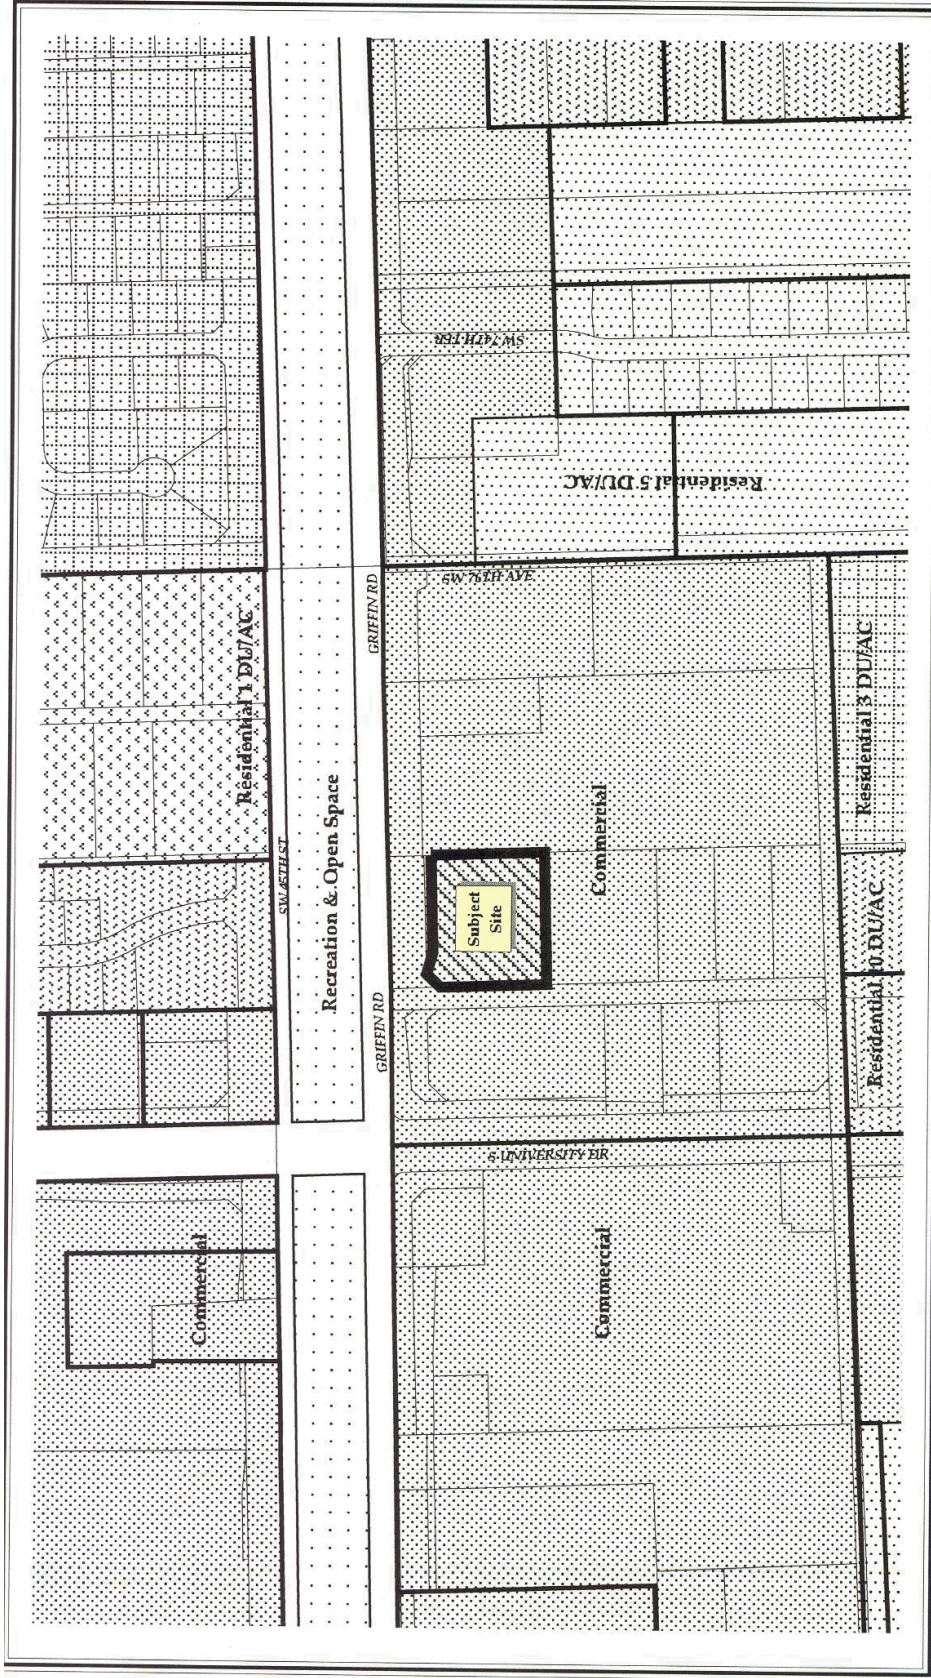 Residential 1 DU/AC
SW 45TH ST
Recreation & Open Space
GRIFFIN RD
GRIFFIN RD
SW 74TH TER
Residential 5 DU/AC
SW 76TH AVE
Subject
Site
Commercial
Residential 3 DU/AC
Residential 10 DU/AC
S UNIVERSITY DR
Commercial
Commercial